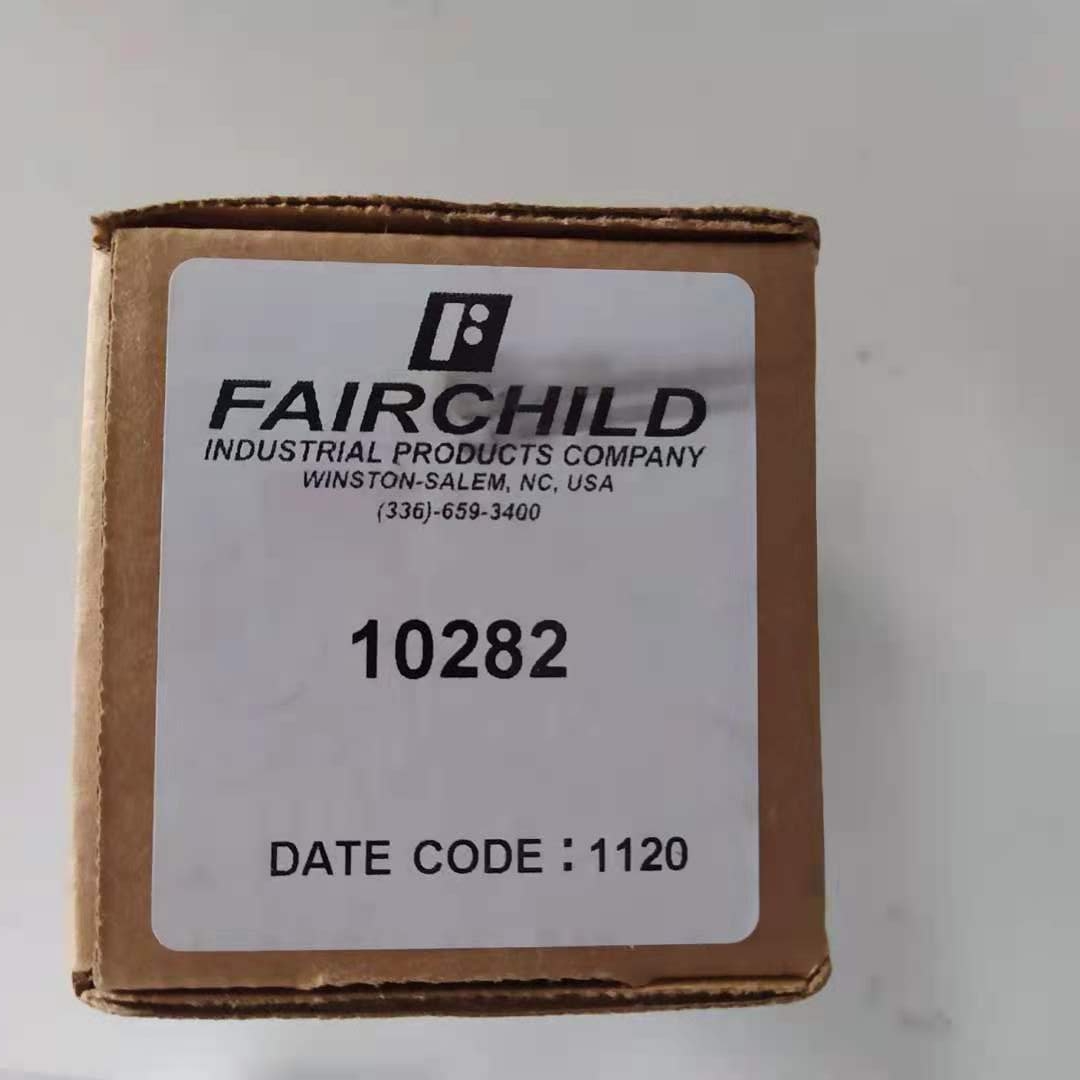 FAIRCHILD
INDUSTRIAL PRODUCTS COMPANY
WINSTON-SALEM, NC, USA
(336)-659-3400
10282
DATE CODE : 1120